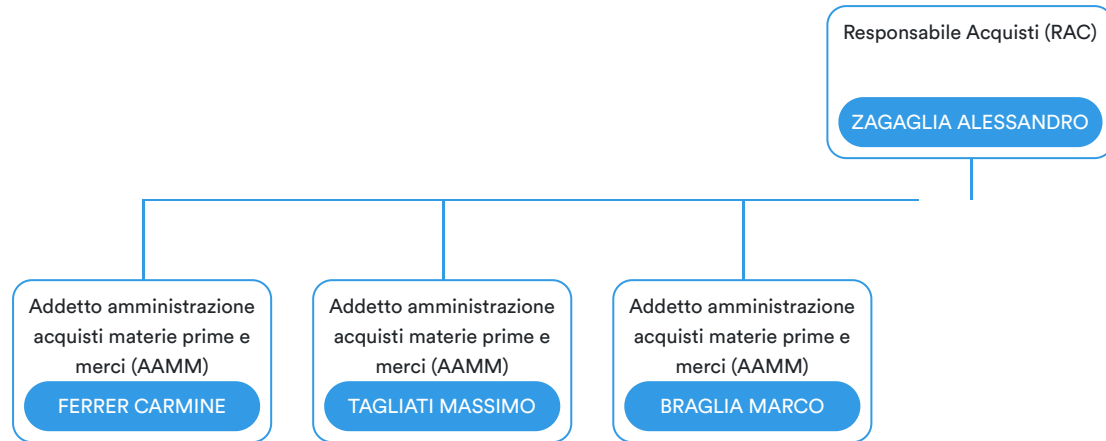 Responsabile Acquisti (RAC)
ZAGAGLIA ALESSANDRO
Addetto amministrazione
acquisti materie prime e
merci (AAMM)
FERRER CARMINE
Addetto amministrazione
acquisti materie prime e
merci (AAMM)
TAGLIATI MASSIMO
Addetto amministrazione
acquisti materie prime e
merci (AAMM)
BRAGLIA MARCO